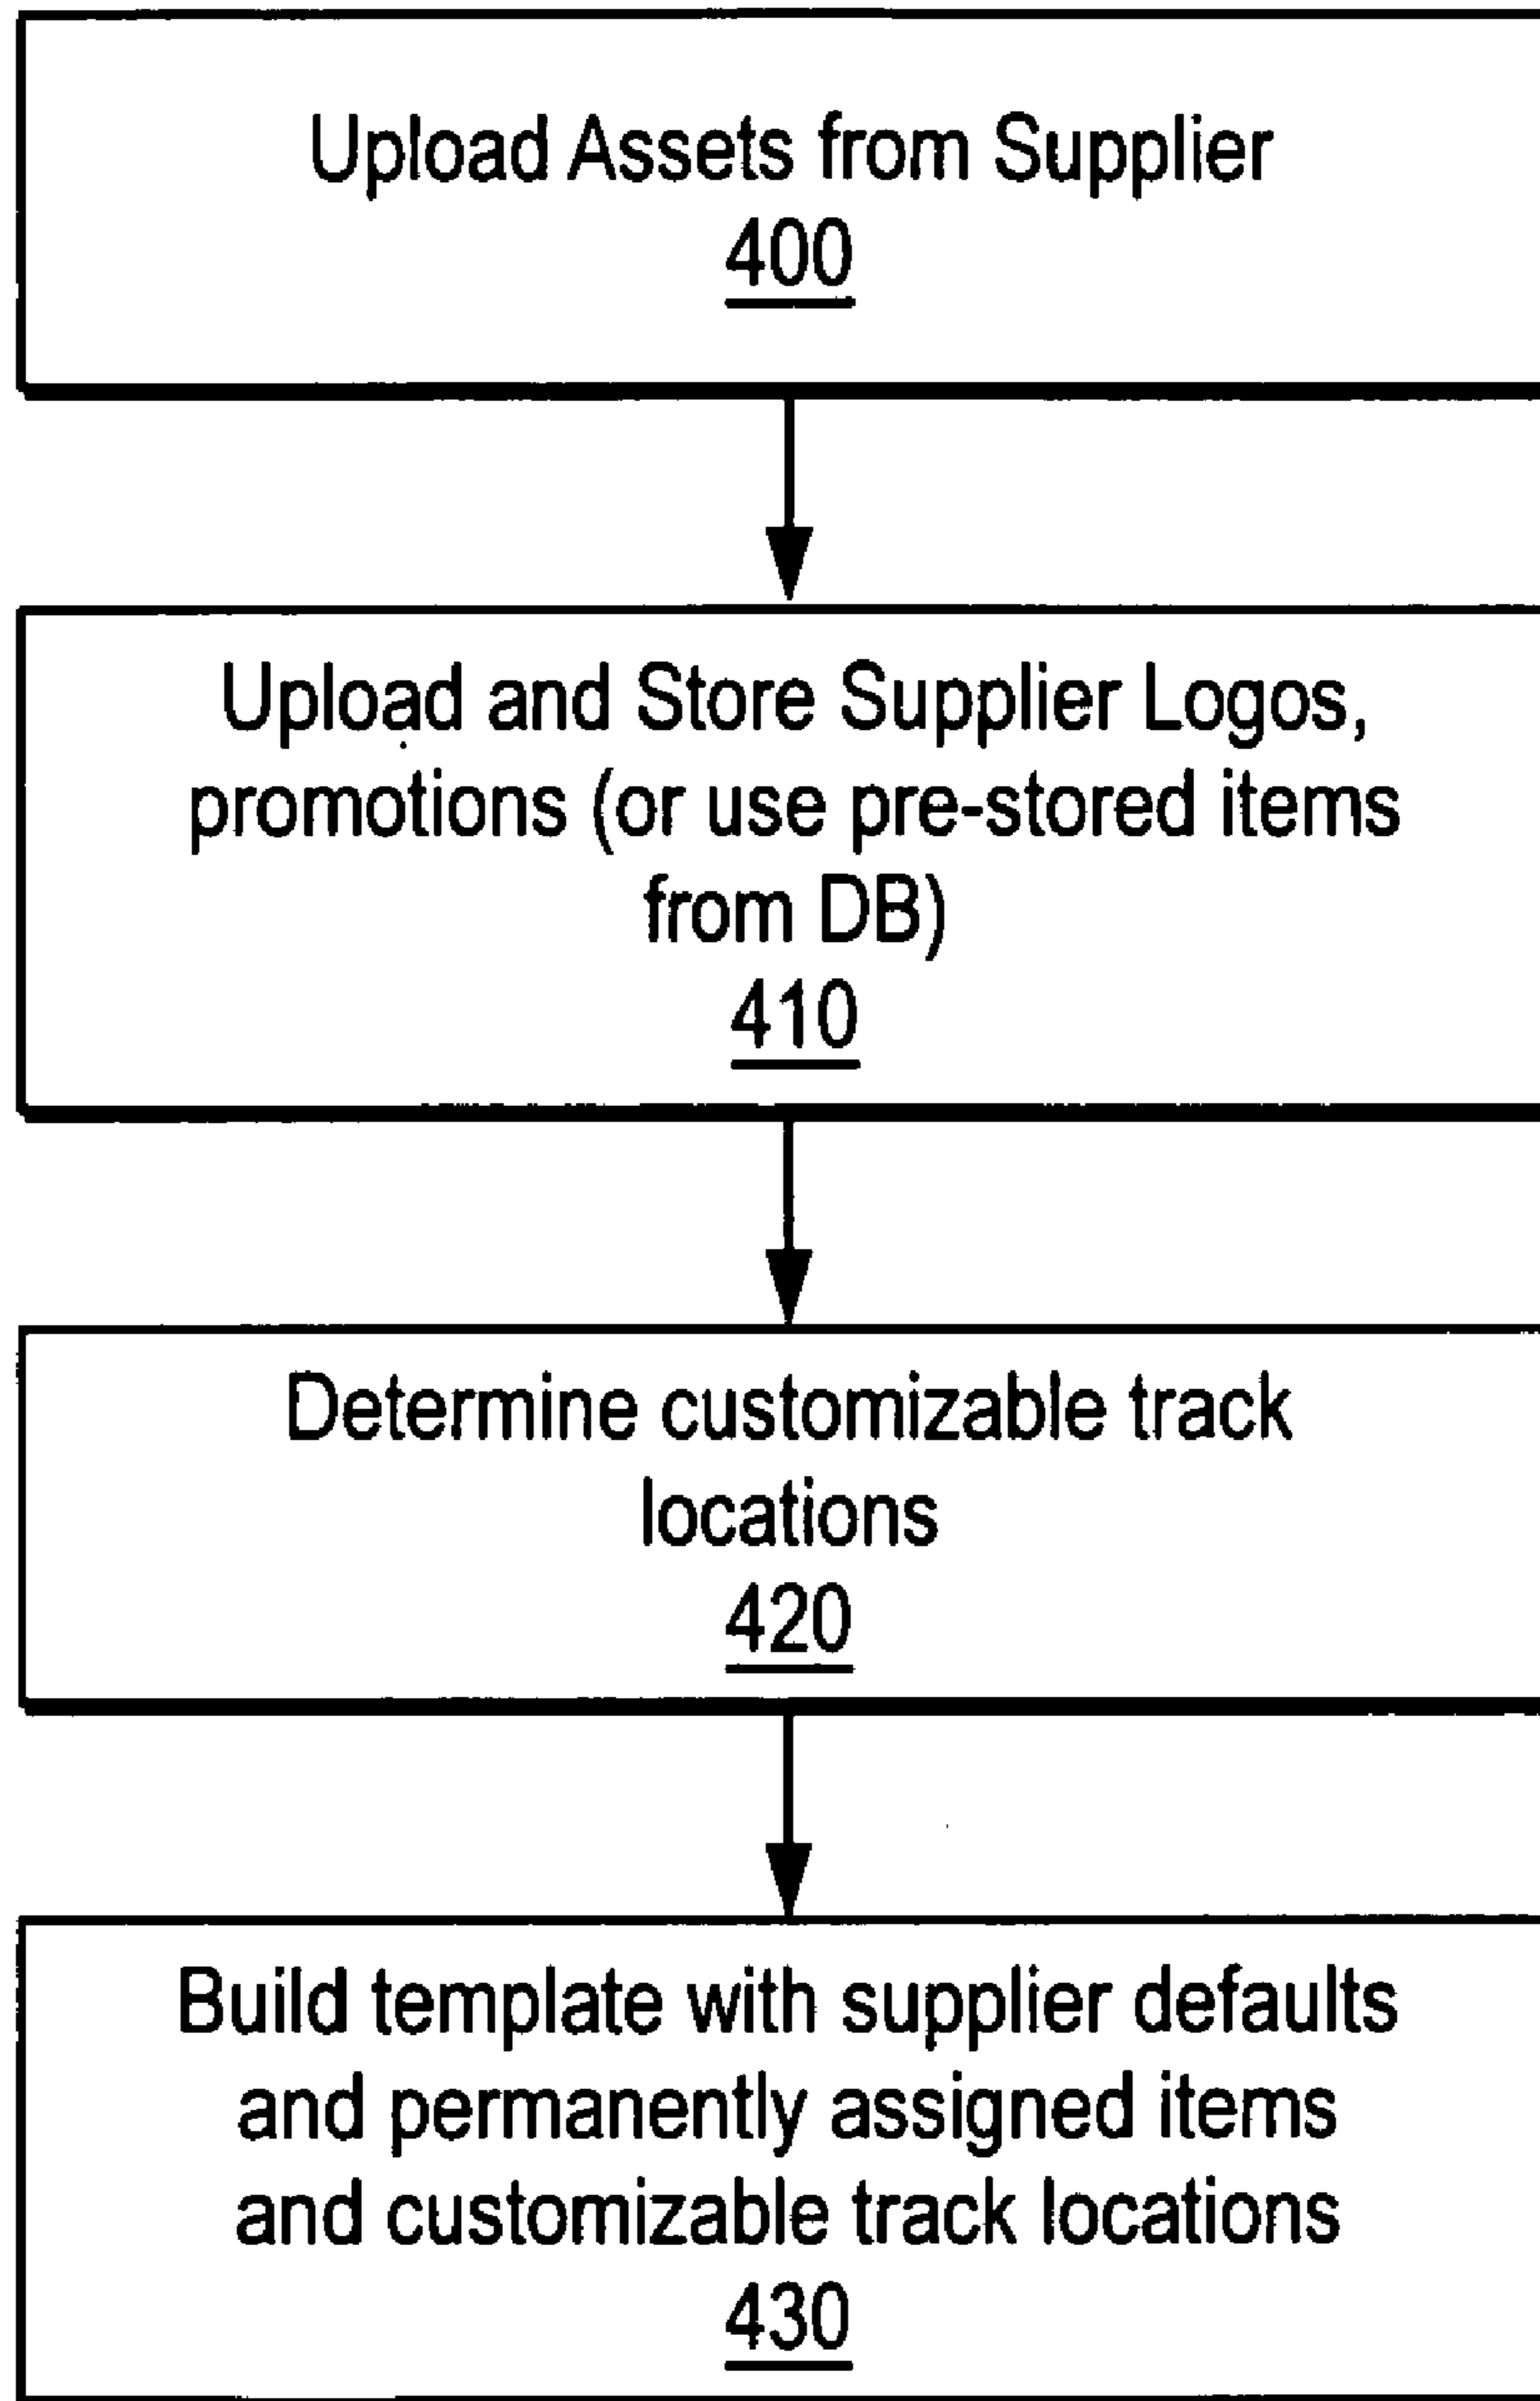 Upload Assets from Supplier
400
Upload and Store Supplier Logos,
promotions (or use pre-stored items
from DB)
410
Determine customizable track
locations
420
Build template with supplier defaults
and permanently assigned items
and customizable track locations
430